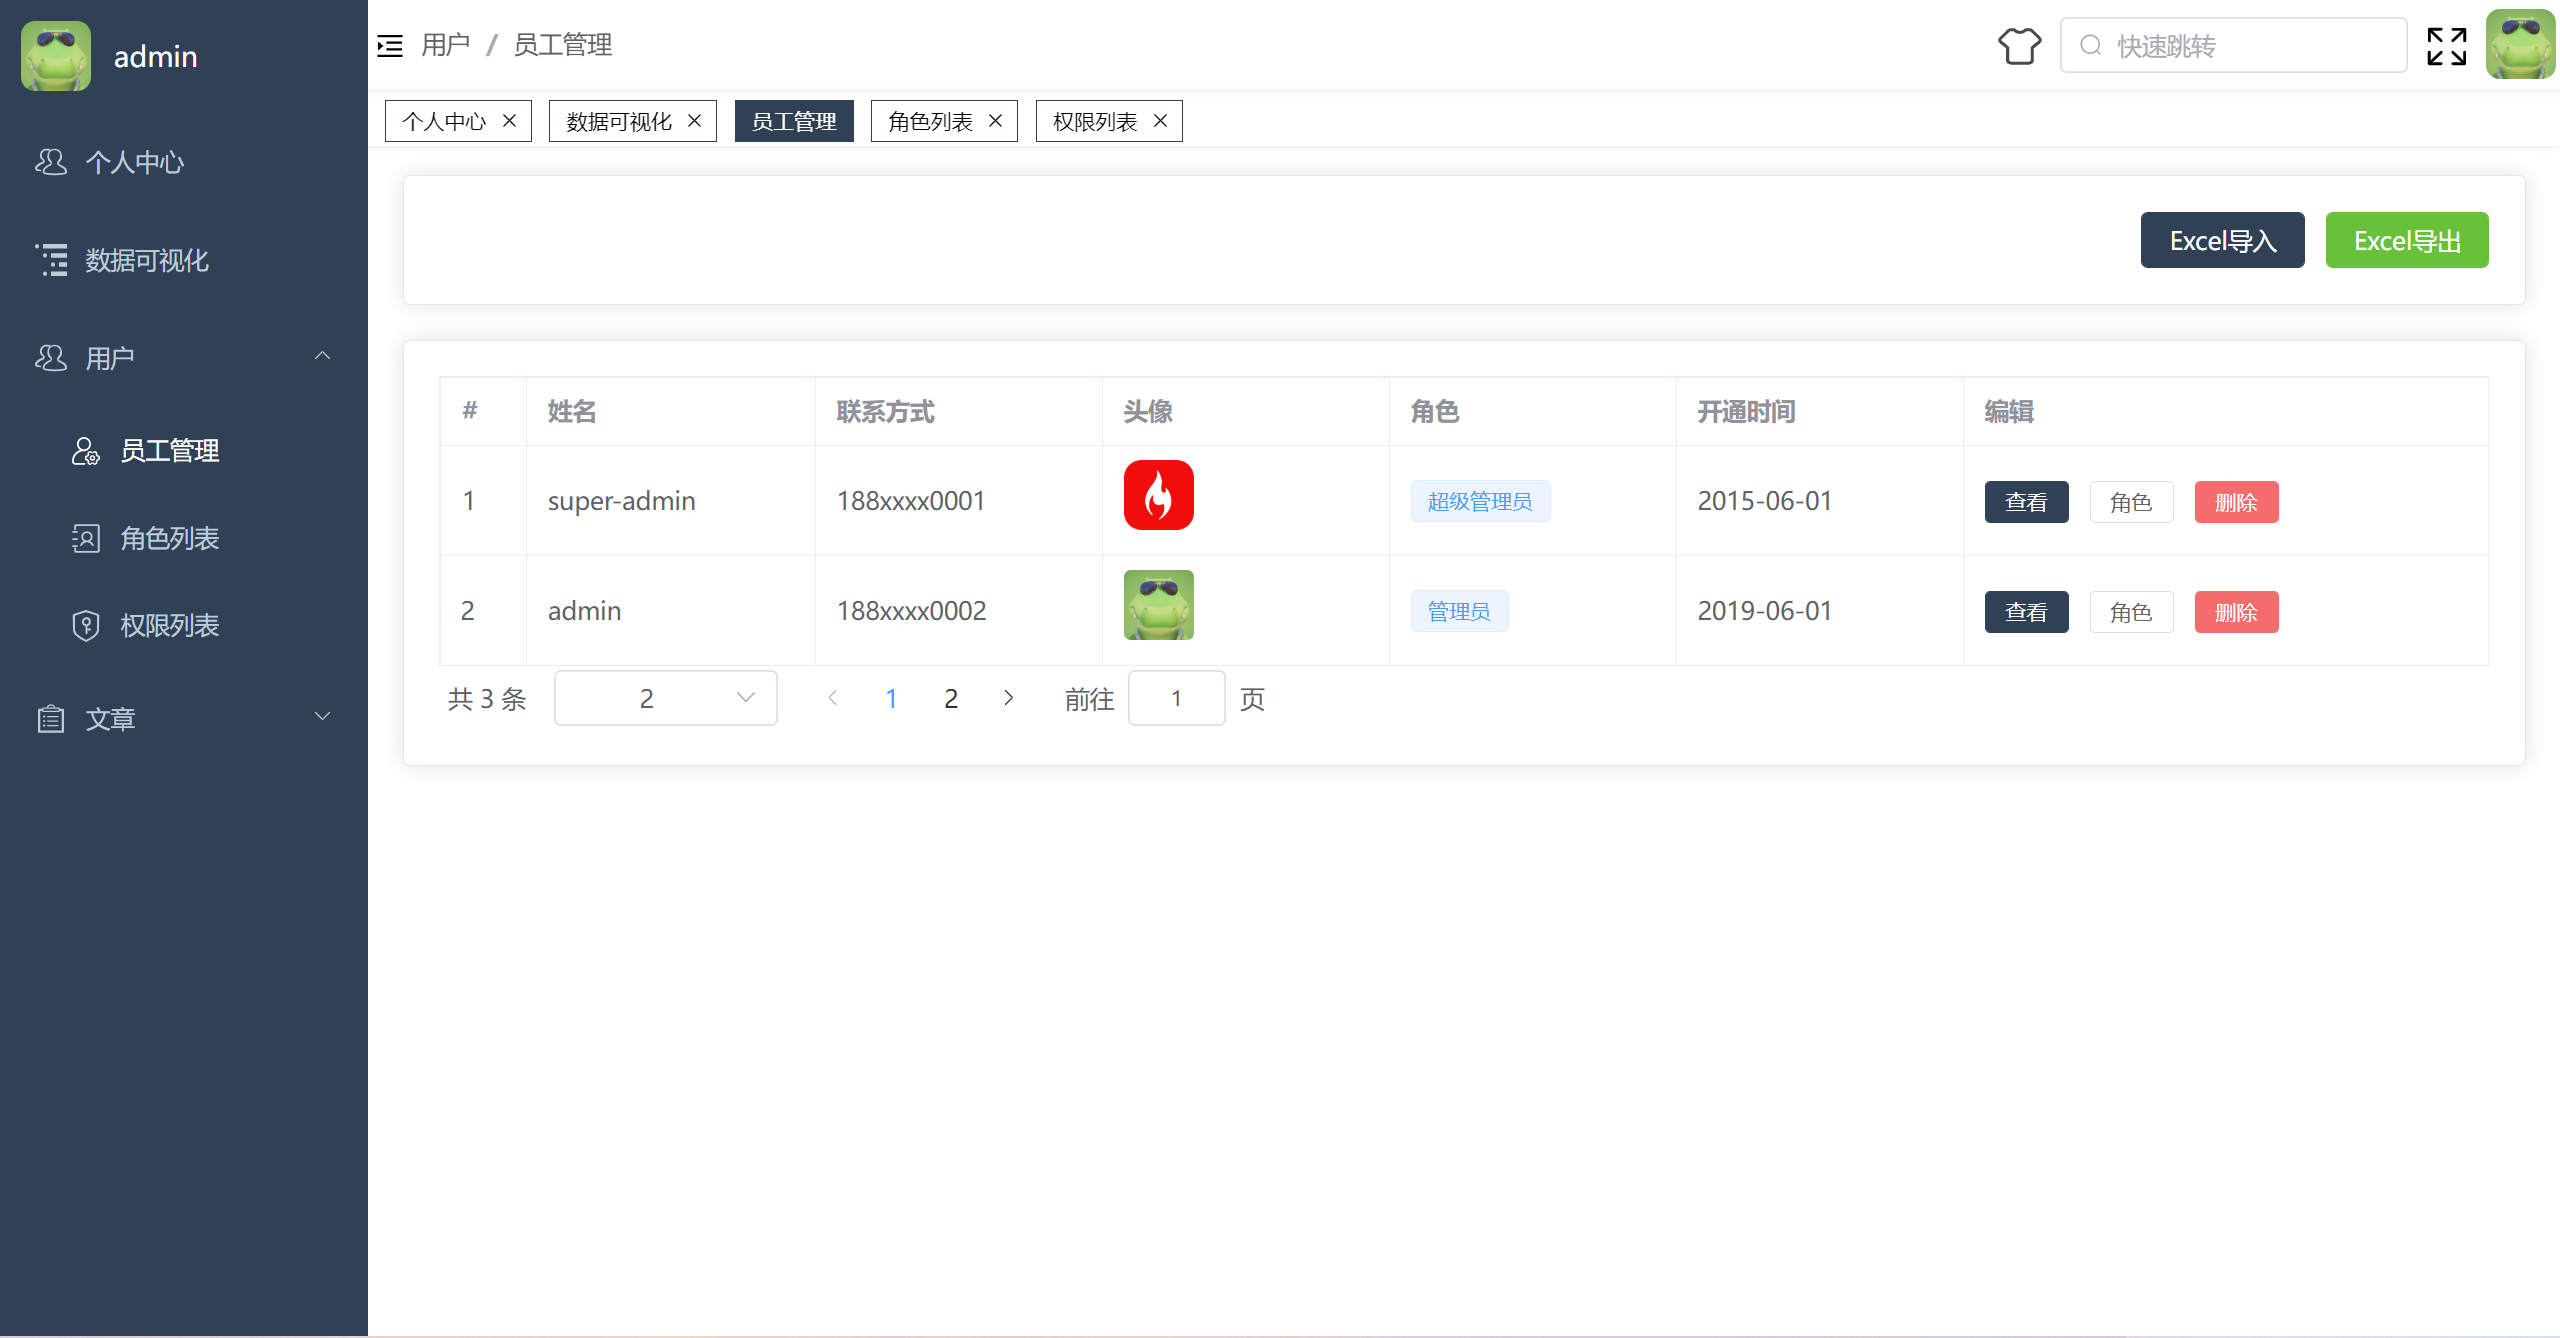 admin
个人中心
数据可视化
用户
员工管理
角色列表
权限列表
文章
用户 / 员工管理
快速跳转
个人中心 数据可视化 员工管理 角色列表 权限列表
Excel导入 Excel导出
# 姓名 联系方式 头像 角色 开通时间 编辑
1 super-admin 188xxxx0001 超级管理员 2015-06-01 查看 角色 删除
2 admin 188xxxx0002 管理员 2019-06-01 查看 角色 删除
共 3 条 2 1 2 前往 1 页